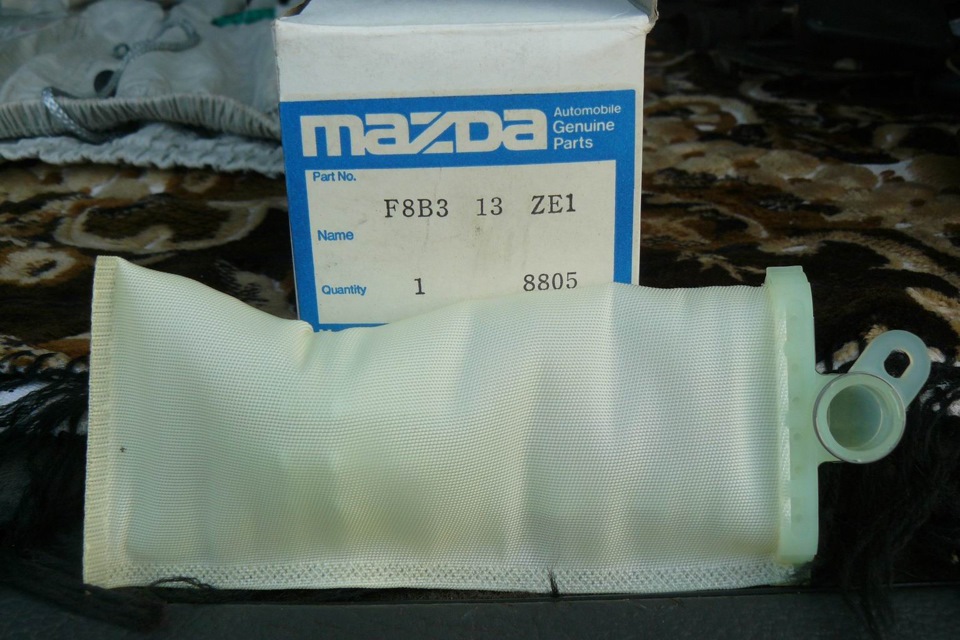 mazda
Automobile
Genuine
Parts
Part No.
F8B3 13 ZE1
Name
Quantity 1 8805